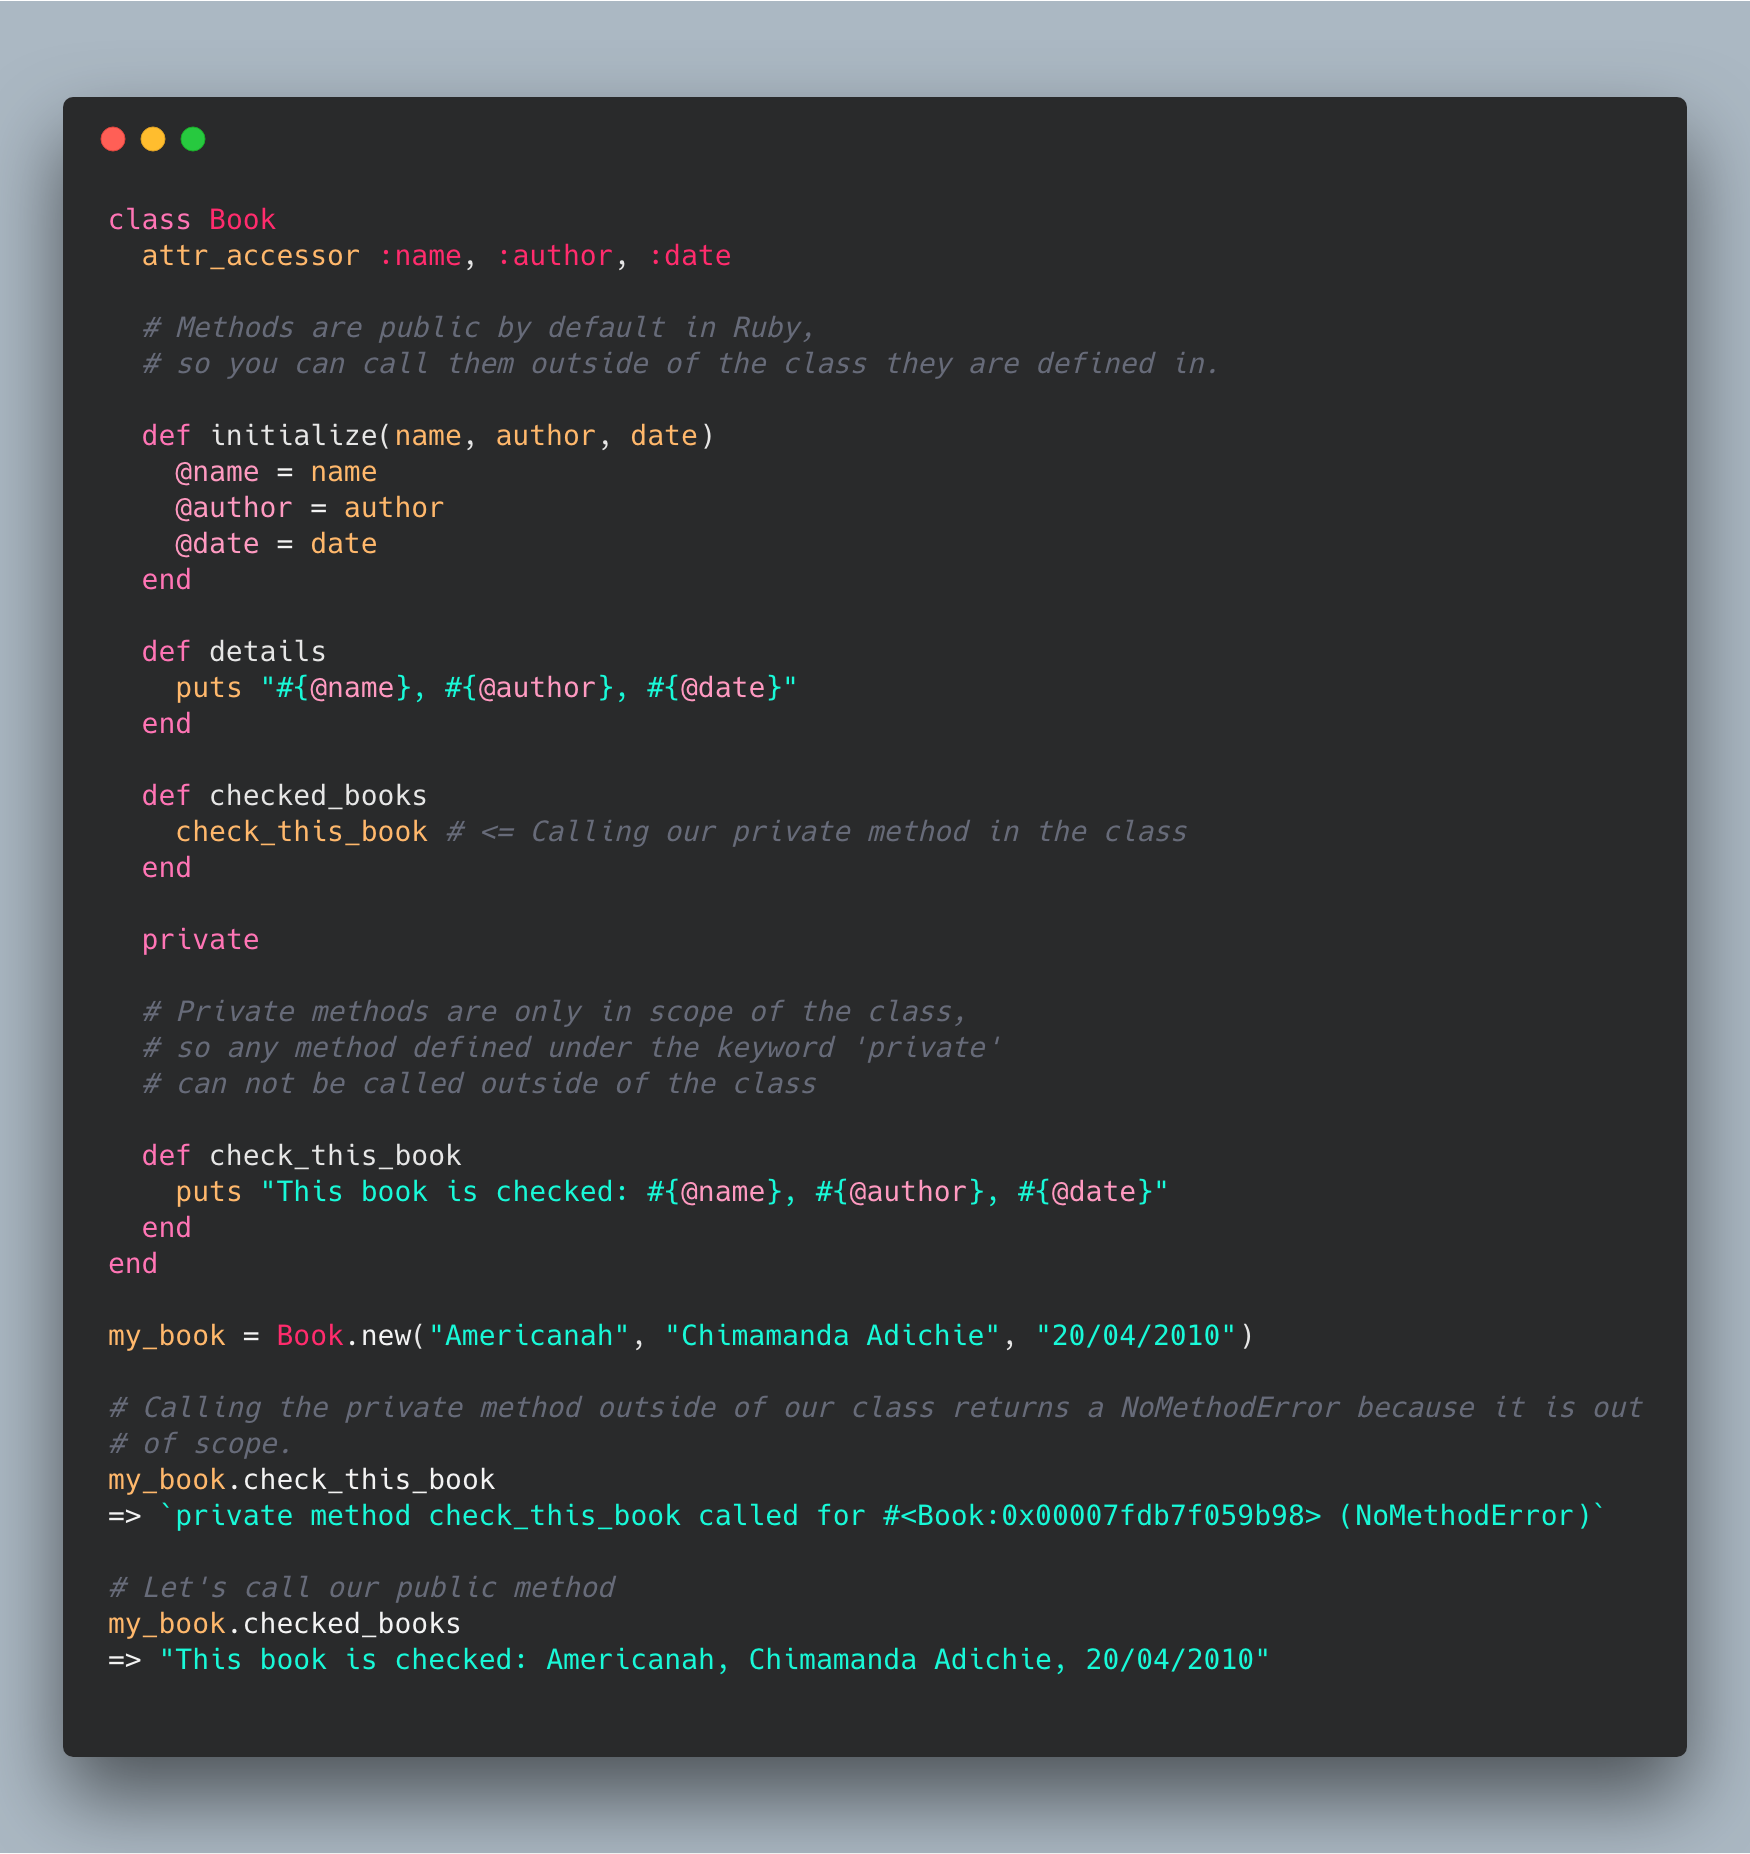 class Book
  attr_accessor :name, :author, :date

  # Methods are public by default in Ruby,
  # so you can call them outside of the class they are defined in.

  def initialize(name, author, date)
    @name = name
    @author = author
    @date = date
  end

  def details
    puts "#{@name}, #{@author}, #{@date}"
  end

  def checked_books
    check_this_book # <= Calling our private method in the class
  end

  private

  # Private methods are only in scope of the class,
  # so any method defined under the keyword 'private'
  # can not be called outside of the class

  def check_this_book
    puts "This book is checked: #{@name}, #{@author}, #{@date}"
  end
end

my_book = Book.new("Americanah", "Chimamanda Adichie", "20/04/2010")

# Calling the private method outside of our class returns a NoMethodError because it is out
# of scope.
my_book.check_this_book
=> `private method check_this_book called for #<Book:0x00007fdb7f059b98> (NoMethodError)`

# Let's call our public method
my_book.checked_books
=> "This book is checked: Americanah, Chimamanda Adichie, 20/04/2010"